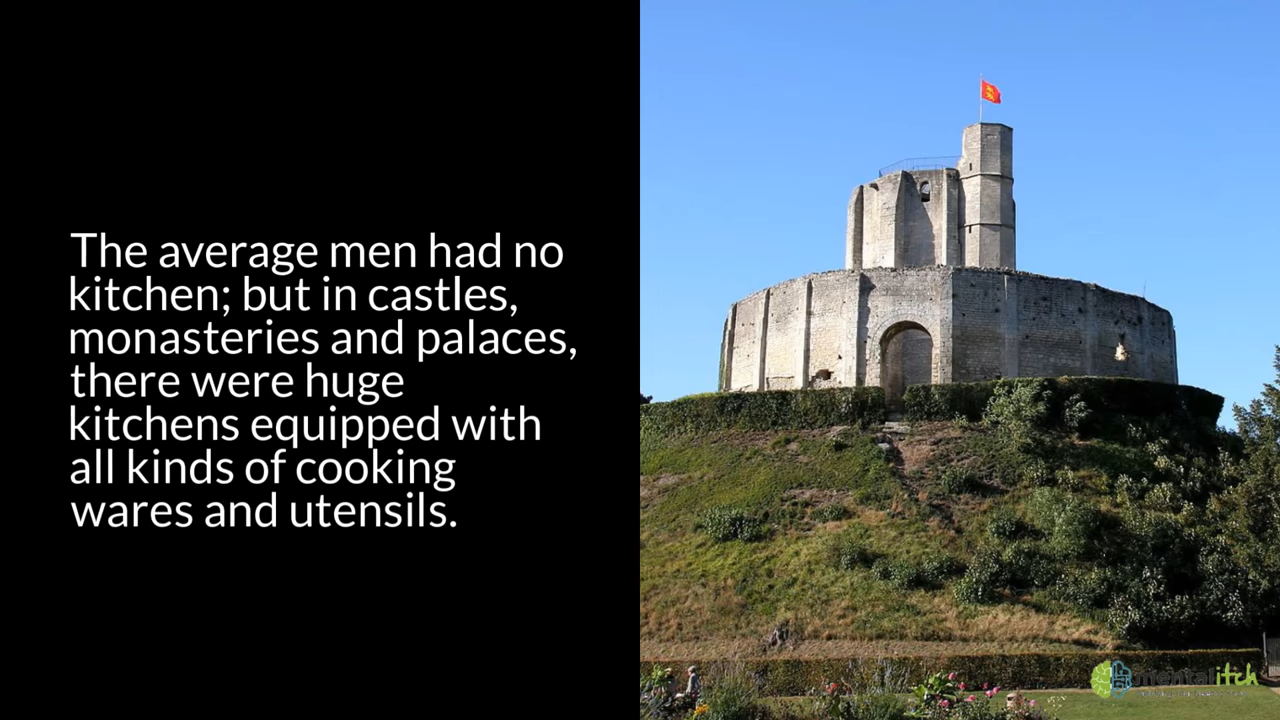 The average men had no
kitchen; but in castles,
monasteries and palaces,
there were huge
kitchens equipped with
all kinds of cooking
wares and utensils.
mentalitch